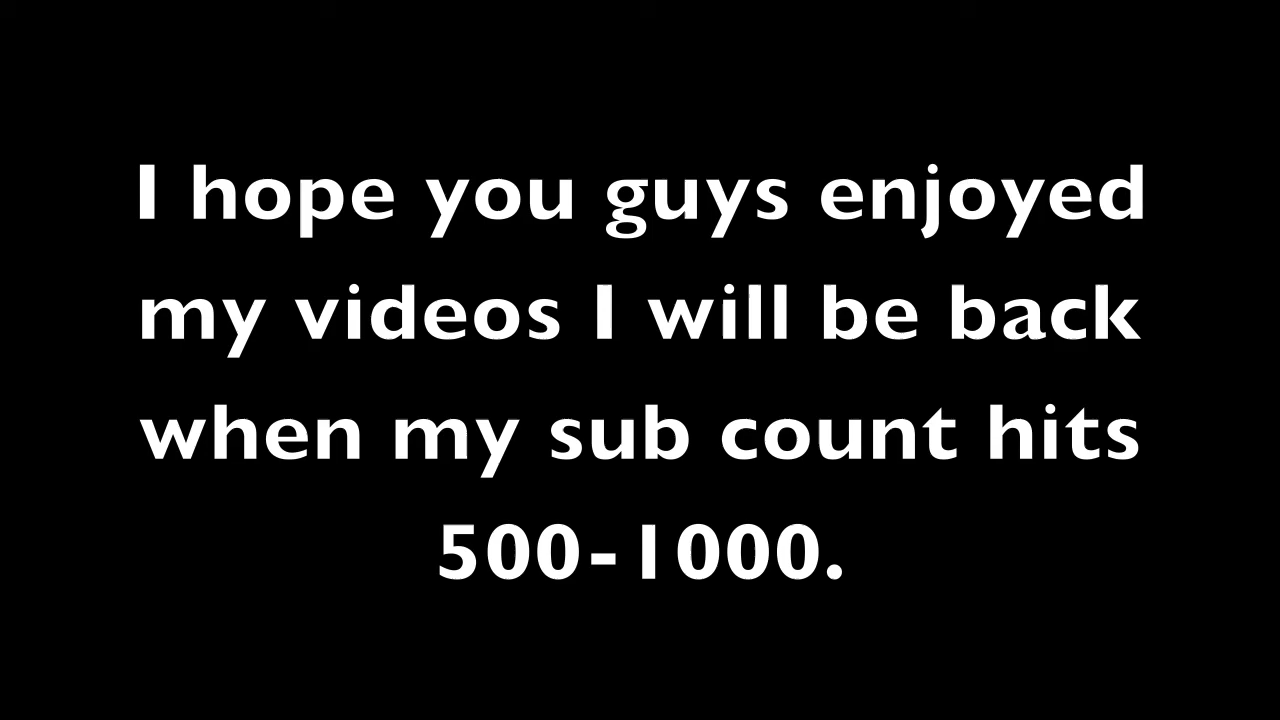 I hope you guys enjoyed
my videos I will be back
when my sub count hits
500-1000.